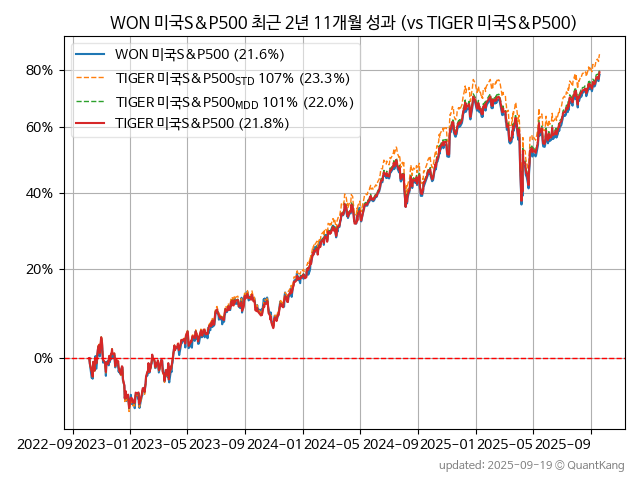 WON 미국S&P500 최근 2년 11개월 성과 (vs TIGER 미국S&P500)
WON 미국S&P500 (21.6%)
TIGER 미국S&P500STD 107% (23.3%)
TIGER 미국S&P500MDD 101% (22.0%)
TIGER 미국S&P500 (21.8%)
80%
60%
40%
20%
0%
2022-09 2023-01 2023-05 2023-09 2024-01 2024-05 2024-09 2025-01 2025-05 2025-09
updated: 2025-09-19 © QuantKang